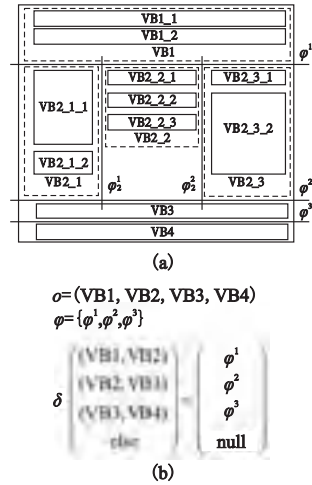 VB1_1
VB1_2
VB1
φ¹
VB2_1_1
VB2_2_1
VB2_3_1
VB2_2_2
VB2_2_3
VB2_3_2
VB2_1_2
VB2_2
VB2_1
φ₂¹
φ₂²
VB2_3
φ²
VB3
φ³
VB4
(a)
o=(VB1, VB2, VB3, VB4)
φ={φ¹,φ²,φ³}
(VB1,VB2) φ¹
(VB2,VB3) φ²
δ = 
(VB3,VB4) φ³
else null
(b)